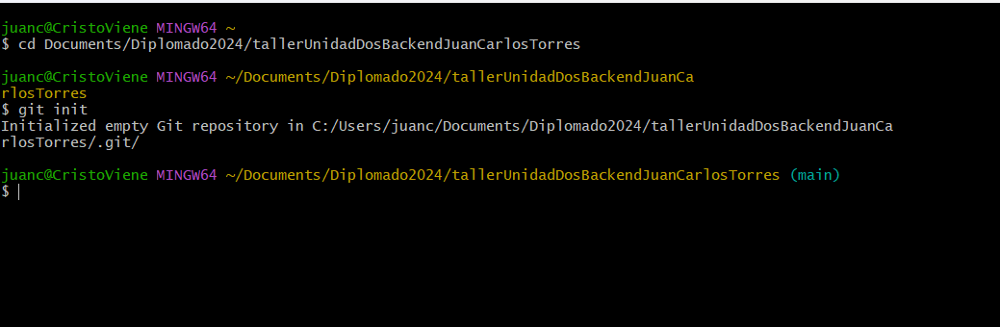 juanc@CristoViene MINGW64 ~
$ cd Documents/Diplomado2024/tallerUnidadDosBackendJuanCarlosTorres
juanc@CristoViene MINGW64 ~/Documents/Diplomado2024/tallerUnidadDosBackendJuanCa
rlosTorres
$ git init
Initialized empty Git repository in C:/Users/juanc/Documents/Diplomado2024/tallerUnidadDosBackendJuanCa
rlosTorres/.git/
juanc@CristoViene MINGW64 ~/Documents/Diplomado2024/tallerUnidadDosBackendJuanCarlosTorres (main)
$